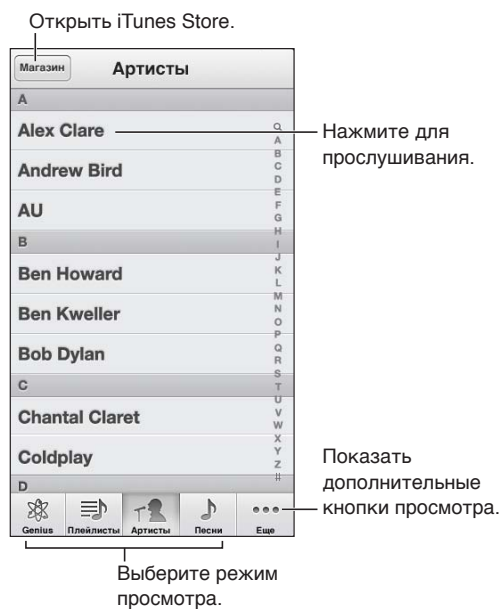 Открыть iTunes Store.
Магазин
Артисты
A
Alex Clare
Нажмите для
прослушивания.
Andrew Bird
AU
B
Ben Howard
Ben Kweller
Bob Dylan
C
Chantal Claret
Coldplay
D
A
B
C
D
E
F
G
H
I
J
K
L
M
N
O
P
Q
R
S
T
U
V
W
X
Y
Z
#
Показать
дополнительные
кнопки просмотра.
Genius Плейлисты Артисты Песни Еще
Выберите режим
просмотра.